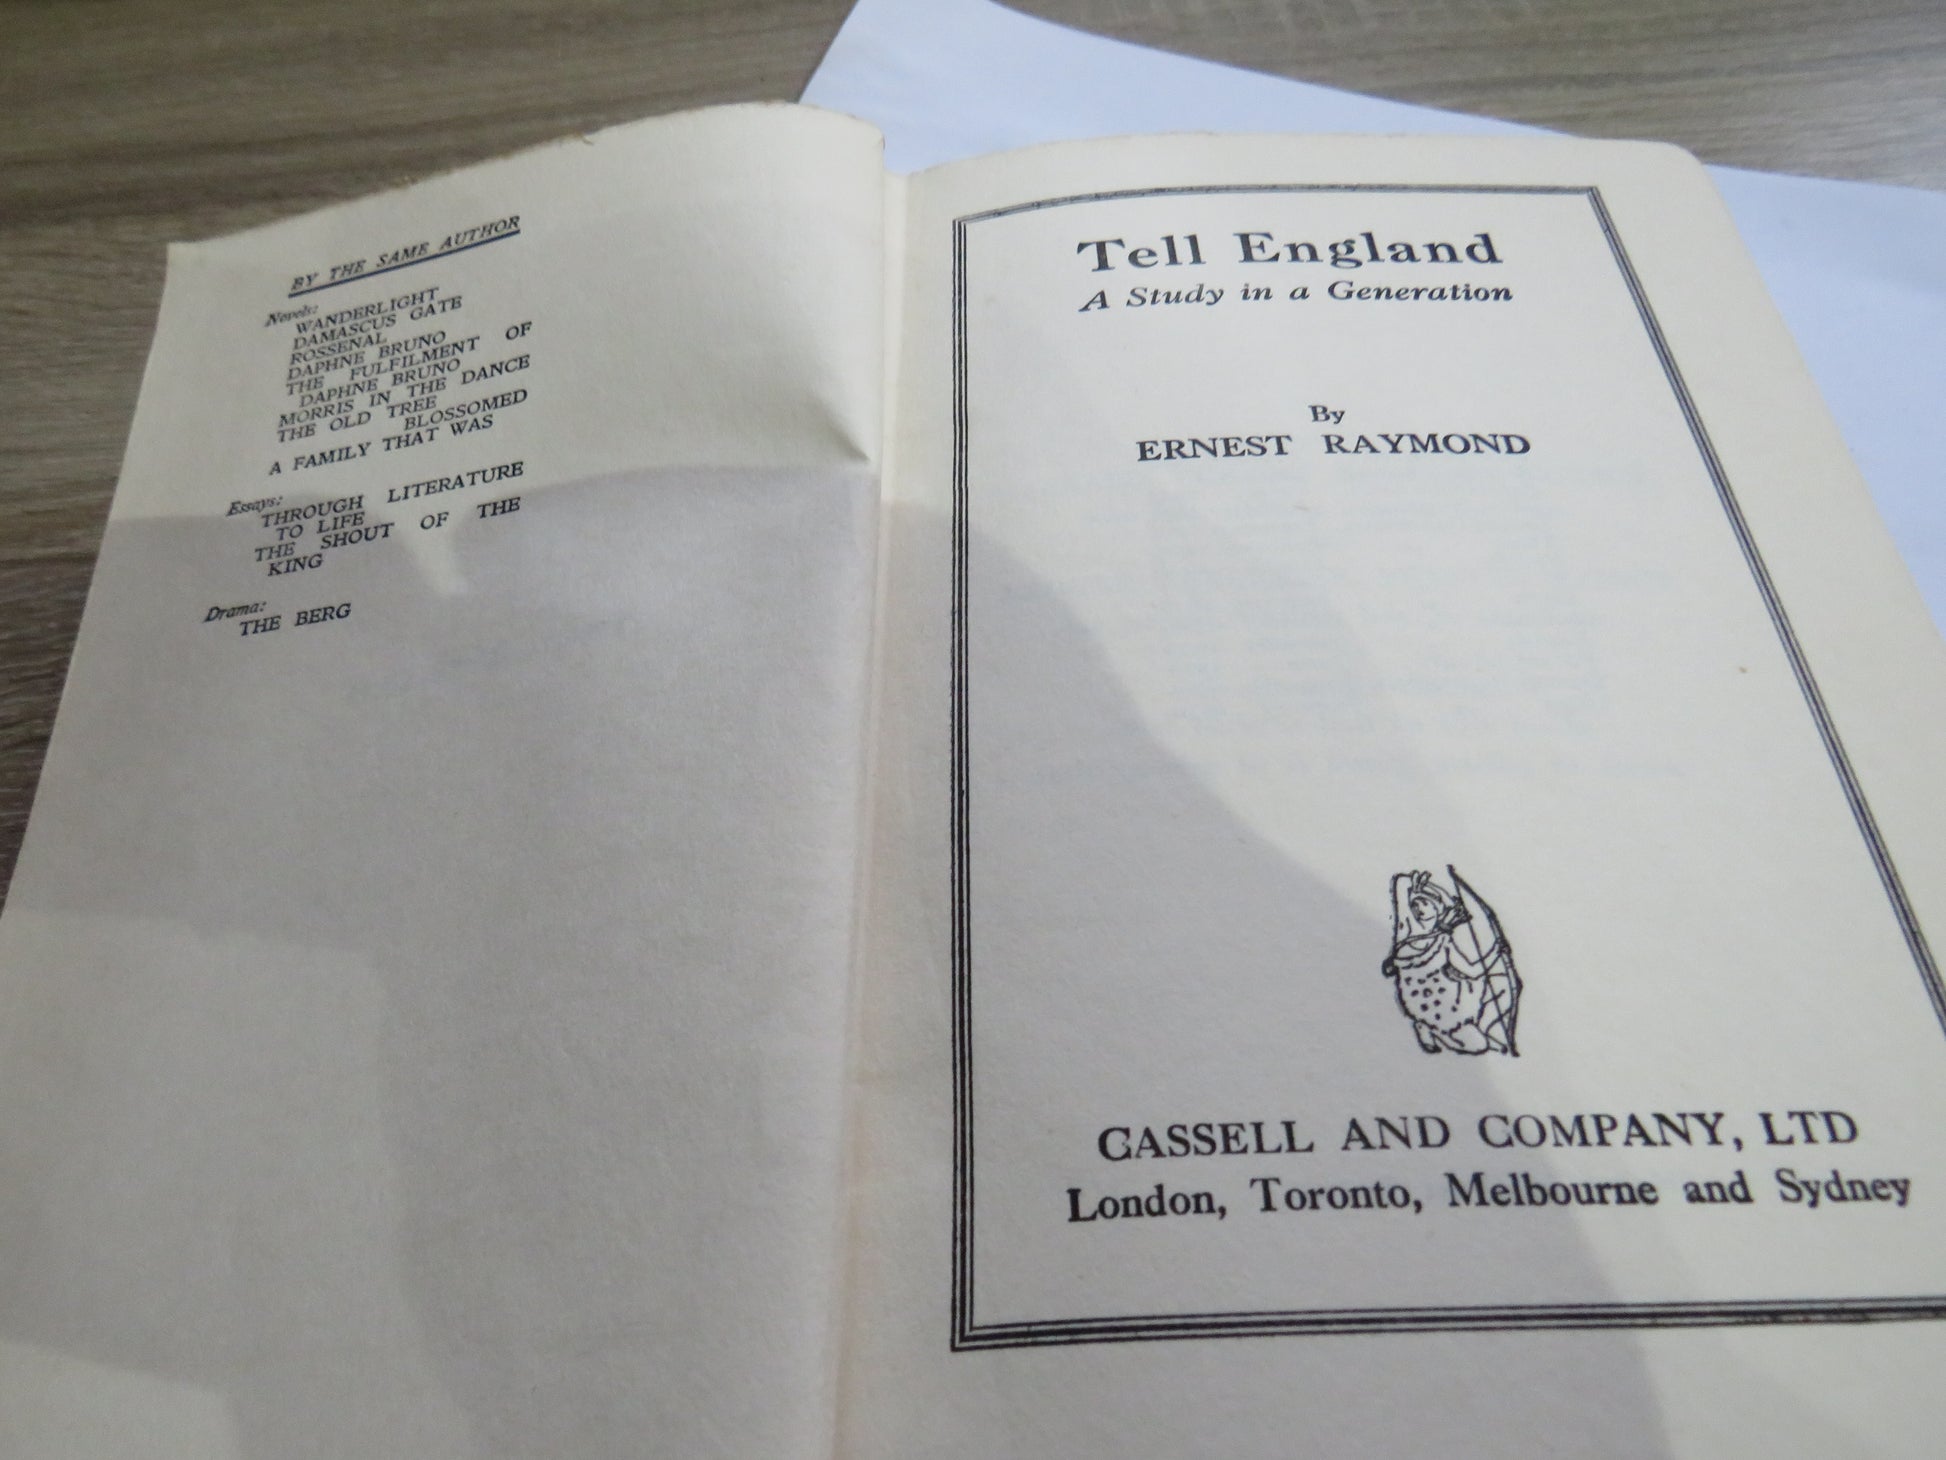 BY THE SAME AUTHOR
Novels:
WANDERLIGHT
DAMASCUS GATE
ROSSENAL
DAPHNE BRUNO
THE FULFILMENT OF
DAPHNE BRUNO
MORRIS IN THE DANCE
THE OLD TREE
BLOSSOMED
A FAMILY THAT WAS
Essays:
THROUGH LITERATURE
TO LIFE
THE SHOUT OF THE
KING
Drama:
THE BERG
Tell England
A Study in a Generation
By
ERNEST RAYMOND
CASSELL AND COMPANY, LTD
London, Toronto, Melbourne and Sydney